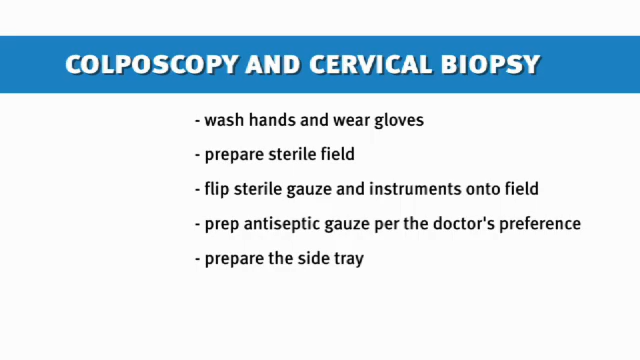 COLPOSCOPY AND CERVICAL BIOPSY
- wash hands and wear gloves
- prepare sterile field
- flip sterile gauze and instruments onto field
- prep antiseptic gauze per the doctor's preference
- prepare the side tray